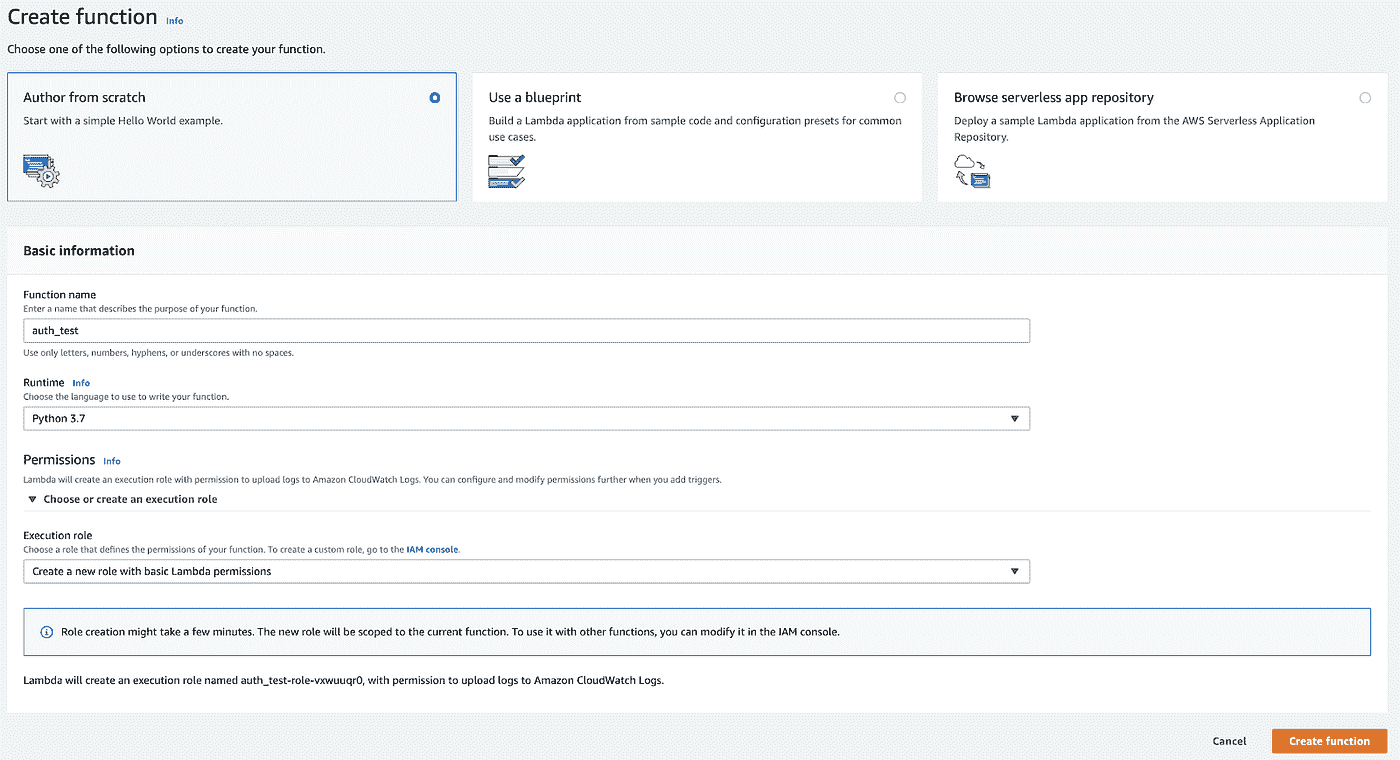 Create function Info
Choose one of the following options to create your function.
Author from scratch
Start with a simple Hello World example.
Use a blueprint
Build a Lambda application from sample code and configuration presets for common
use cases.
Browse serverless app repository
Deploy a sample Lambda application from the AWS Serverless Application
Repository.
Basic information
Function name
Enter a name that describes the purpose of your function.
auth_test
Use only letters, numbers, hyphens, or underscores with no spaces.
Runtime Info
Choose the language to use to write your function.
Python 3.7
Permissions Info
Lambda will create an execution role with permission to upload logs to Amazon CloudWatch Logs. You can configure and modify permissions further when you add triggers.
Choose or create an execution role
Execution role
Choose a role that defines the permissions of your function. To create a custom role, go to the IAM console.
Create a new role with basic Lambda permissions
Role creation might take a few minutes. The new role will be scoped to the current function. To use it with other functions, you can modify it in the IAM console.
Lambda will create an execution role named auth_test-role-vxwuuqr0, with permission to upload logs to Amazon CloudWatch Logs.
Cancel
Create function